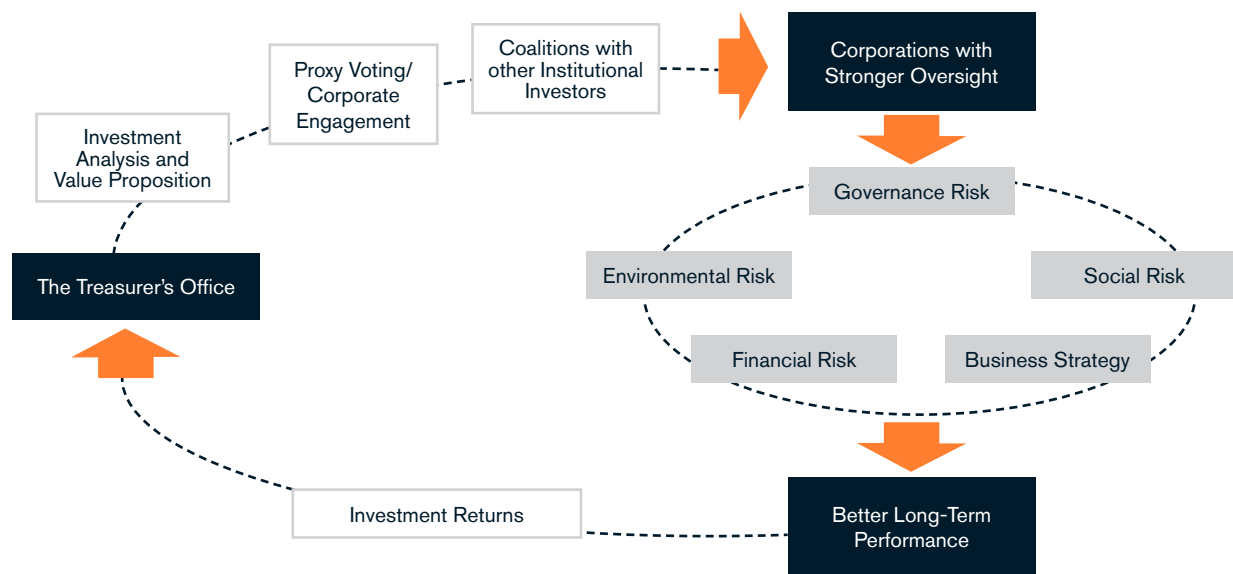 Coalitions with
other Institutional
Investors
Corporations with
Stronger Oversight
Proxy Voting/
Corporate
Engagement
Investment
Analysis and
Value Proposition
Governance Risk
The Treasurer’s Office
Environmental Risk
Social Risk
Financial Risk
Business Strategy
Investment Returns
Better Long-Term
Performance